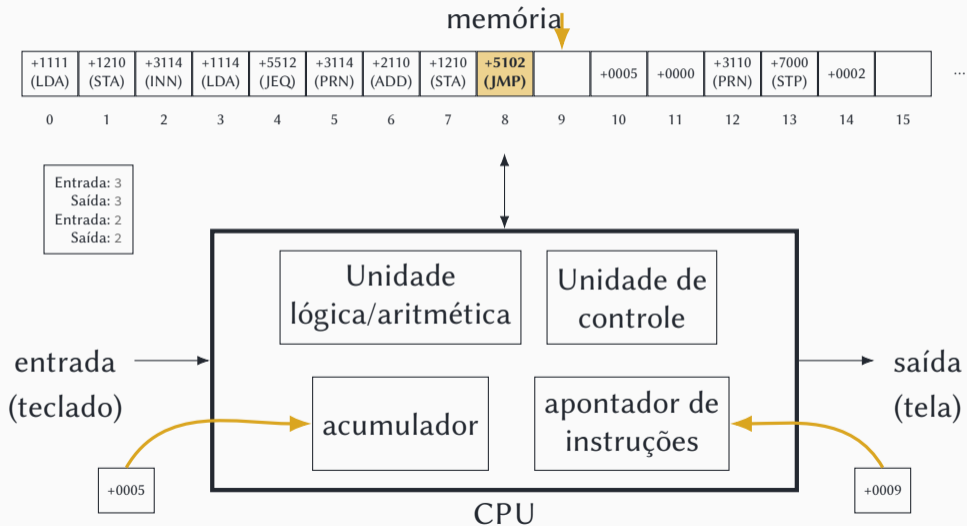 memória
+1111 +1210 +3114 +1114 +5512 +3114 +2110 +1210 +5102 +0005 +0000 +3110 +7000 +0002 ...
(LDA) (STA) (INN) (LDA) (JEQ) (PRN) (ADD) (STA) (JMP) (PRN) (STP)
0 1 2 3 4 5 6 7 8 9 10 11 12 13 14 15
Entrada: 3
Saída: 3
Entrada: 2
Saída: 2
Unidade
lógica/aritmética
Unidade de
controle
entrada
(teclado)
saída
(tela)
acumulador
apontador de
instruções
+0005
+0009
CPU